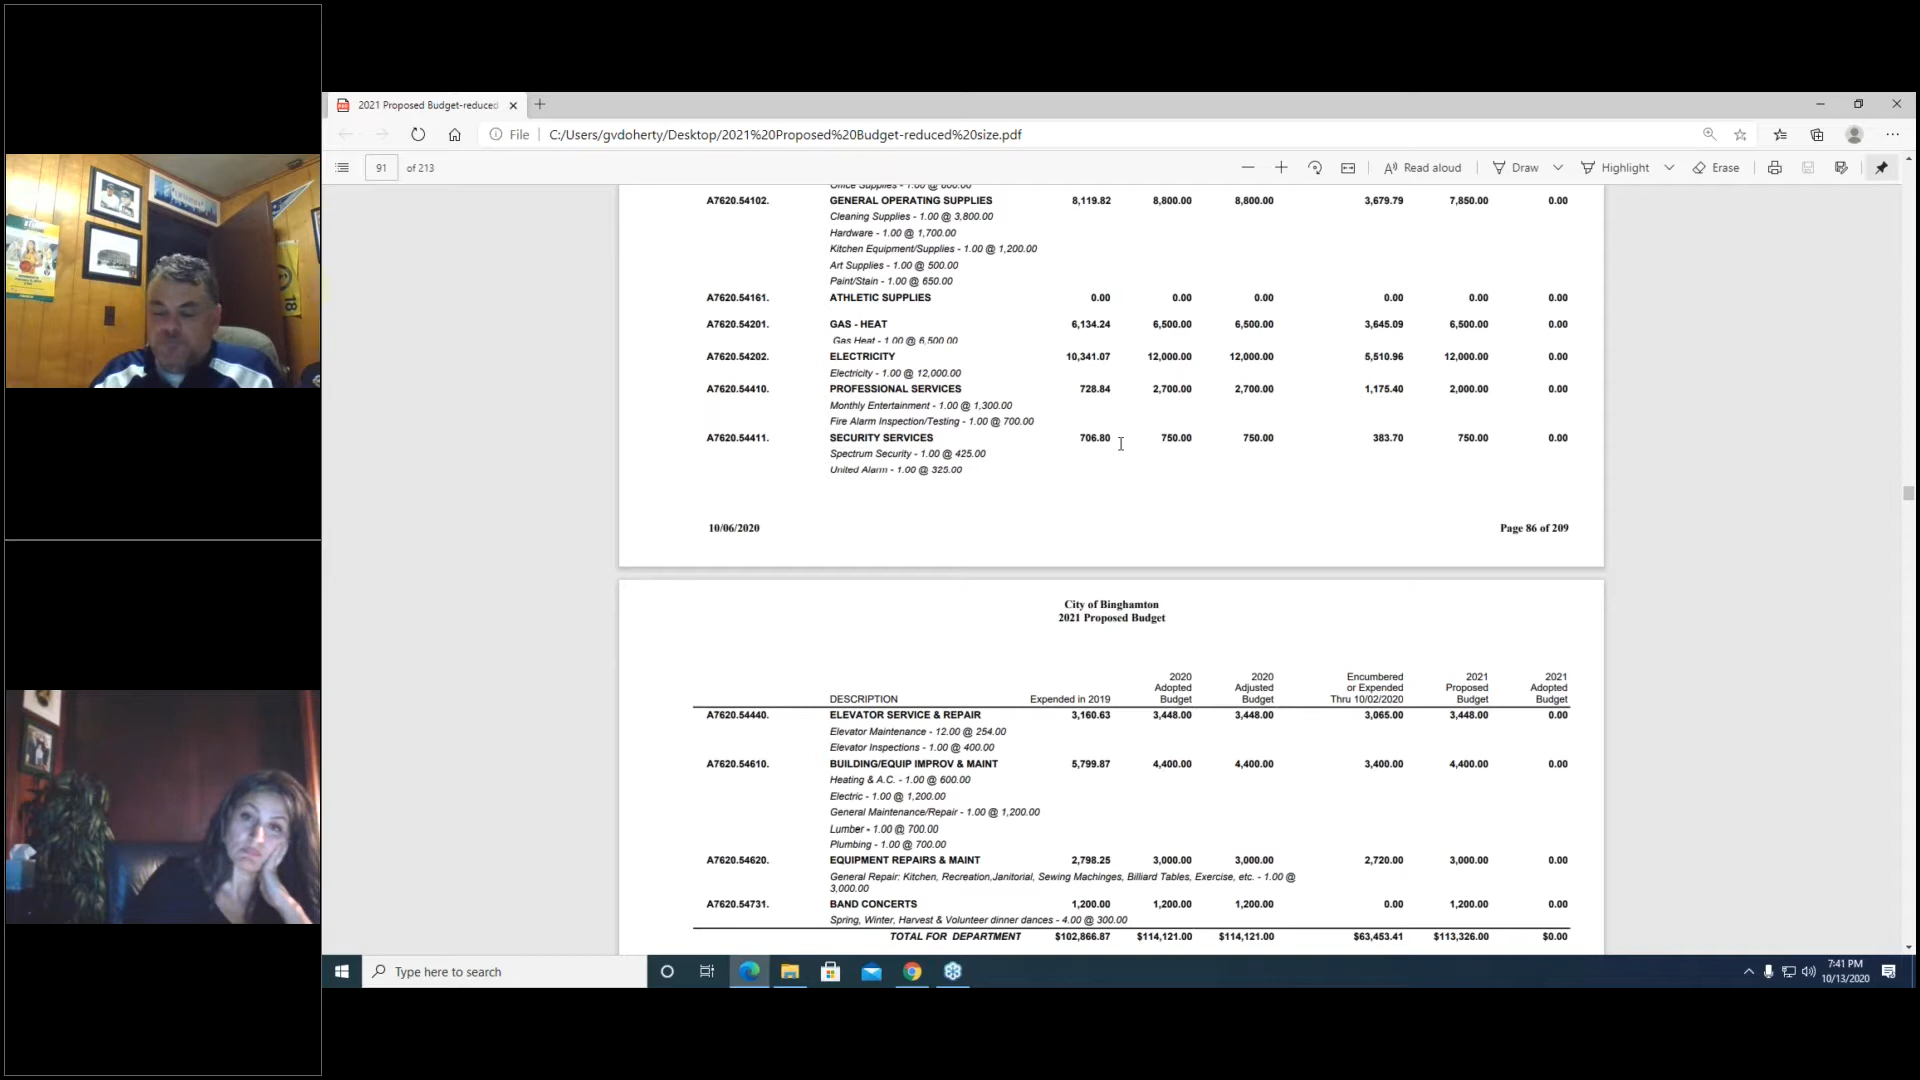 2021 Proposed Budget-reduced
File C:/Users/gvdoherty/Desktop/2021%20Proposed%20Budget-reduced%20size.pdf
91 of 213 Read aloud Draw Highlight Erase
Office Supplies - 1.00 @ 600.00
A7620.54102. GENERAL OPERATING SUPPLIES 8,119.82 8,800.00 8,800.00 3,679.79 7,850.00 0.00
Cleaning Supplies - 1.00 @ 3,800.00
Hardware - 1.00 @ 1,700.00
Kitchen Equipment/Supplies - 1.00 @ 1,200.00
Art Supplies - 1.00 @ 500.00
Paint/Stain - 1.00 @ 650.00
A7620.54161. ATHLETIC SUPPLIES 0.00 0.00 0.00 0.00 0.00 0.00
A7620.54201. GAS - HEAT 6,134.24 6,500.00 6,500.00 3,645.09 6,500.00 0.00
Gas Heat - 1.00 @ 6,500.00
A7620.54202. ELECTRICITY 10,341.07 12,000.00 12,000.00 5,510.96 12,000.00 0.00
Electricity - 1.00 @ 12,000.00
A7620.54410. PROFESSIONAL SERVICES 728.84 2,700.00 2,700.00 1,175.40 2,000.00 0.00
Monthly Entertainment - 1.00 @ 1,300.00
Fire Alarm Inspection/Testing - 1.00 @ 700.00
A7620.54411. SECURITY SERVICES 706.80 750.00 750.00 383.70 750.00 0.00
Spectrum Security - 1.00 @ 425.00
United Alarm - 1.00 @ 325.00
10/06/2020 Page 86 of 209
City of Binghamton
2021 Proposed Budget
2020 2020 Encumbered 2021 2021
Adopted Adjusted or Expended Proposed Adopted
DESCRIPTION Expended in 2019 Budget Budget Thru 10/02/2020 Budget Budget
A7620.54440. ELEVATOR SERVICE & REPAIR 3,160.63 3,448.00 3,448.00 3,065.00 3,448.00 0.00
Elevator Maintenance - 12.00 @ 254.00
Elevator Inspections - 1.00 @ 400.00
A7620.54610. BUILDING/EQUIP IMPROV & MAINT 5,799.87 4,400.00 4,400.00 3,400.00 4,400.00 0.00
Heating & A.C. - 1.00 @ 600.00
Electric - 1.00 @ 1,200.00
General Maintenance/Repair - 1.00 @ 1,200.00
Lumber - 1.00 @ 700.00
Plumbing - 1.00 @ 700.00
A7620.54620. EQUIPMENT REPAIRS & MAINT 2,798.25 3,000.00 3,000.00 2,720.00 3,000.00 0.00
General Repair: Kitchen, Recreation,Janitorial, Sewing Machinges, Billiard Tables, Exercise, etc. - 1.00 @
3,000.00
A7620.54731. BAND CONCERTS 1,200.00 1,200.00 1,200.00 0.00 1,200.00 0.00
Spring, Winter, Harvest & Volunteer dinner dances - 4.00 @ 300.00
TOTAL FOR DEPARTMENT $102,866.87 $114,121.00 $114,121.00 $63,453.41 $113,326.00 $0.00
Type here to search
7:41 PM
10/13/2020
18